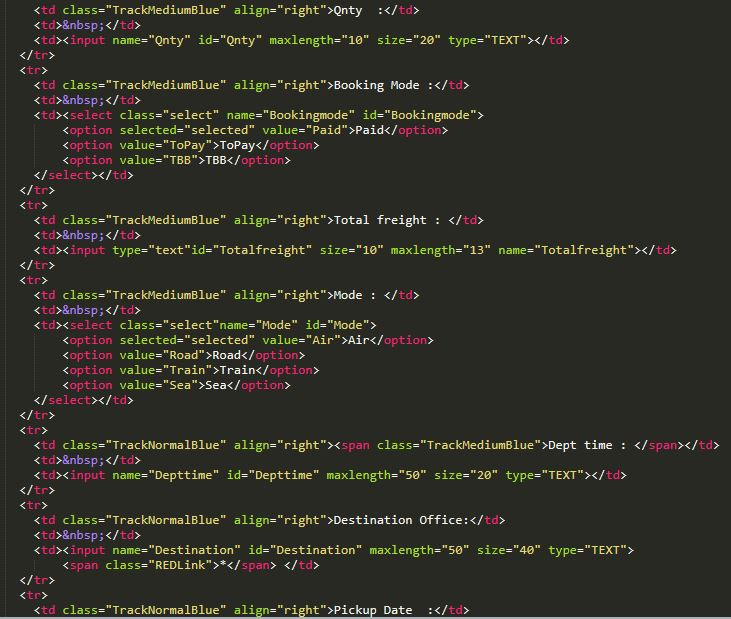 <td class="TrackMediumBlue" align="right">Qnty  :</td>
<td>&nbsp;</td>
<td><input name="Qnty" id="Qnty" maxlength="10" size="20" type="TEXT"></td>
</tr>
<tr>
<td class="TrackMediumBlue" align="right">Booking Mode :</td>
<td>&nbsp;</td>
<td><select class="select" name="Bookingmode" id="Bookingmode">
<option selected="selected" value="Paid">Paid</option>
<option value="ToPay">ToPay</option>
<option value="TBB">TBB</option>
</select></td>
</tr>
<tr>
<td class="TrackMediumBlue" align="right">Total freight : </td>
<td>&nbsp;</td>
<td><input type="text"id="Totalfreight" size="10" maxlength="13" name="Totalfreight"></td>
</tr>
<tr>
<td class="TrackMediumBlue" align="right">Mode : </td>
<td>&nbsp;</td>
<td><select class="select"name="Mode" id="Mode">
<option selected="selected" value="Air">Air</option>
<option value="Road">Road</option>
<option value="Train">Train</option>
<option value="Sea">Sea</option>
</select></td>
</tr>
<tr>
<td class="TrackNormalBlue" align="right"><span class="TrackMediumBlue">Dept time : </span></td>
<td>&nbsp;</td>
<td><input name="Depttime" id="Depttime" maxlength="50" size="20" type="TEXT"></td>
</tr>
<tr>
<td class="TrackNormalBlue" align="right">Destination Office:</td>
<td>&nbsp;</td>
<td><input name="Destination" id="Destination" maxlength="50" size="40" type="TEXT">
<span class="REDLink">*</span> </td>
</tr>
<tr>
<td class="TrackNormalBlue" align="right">Pickup Date  :</td>